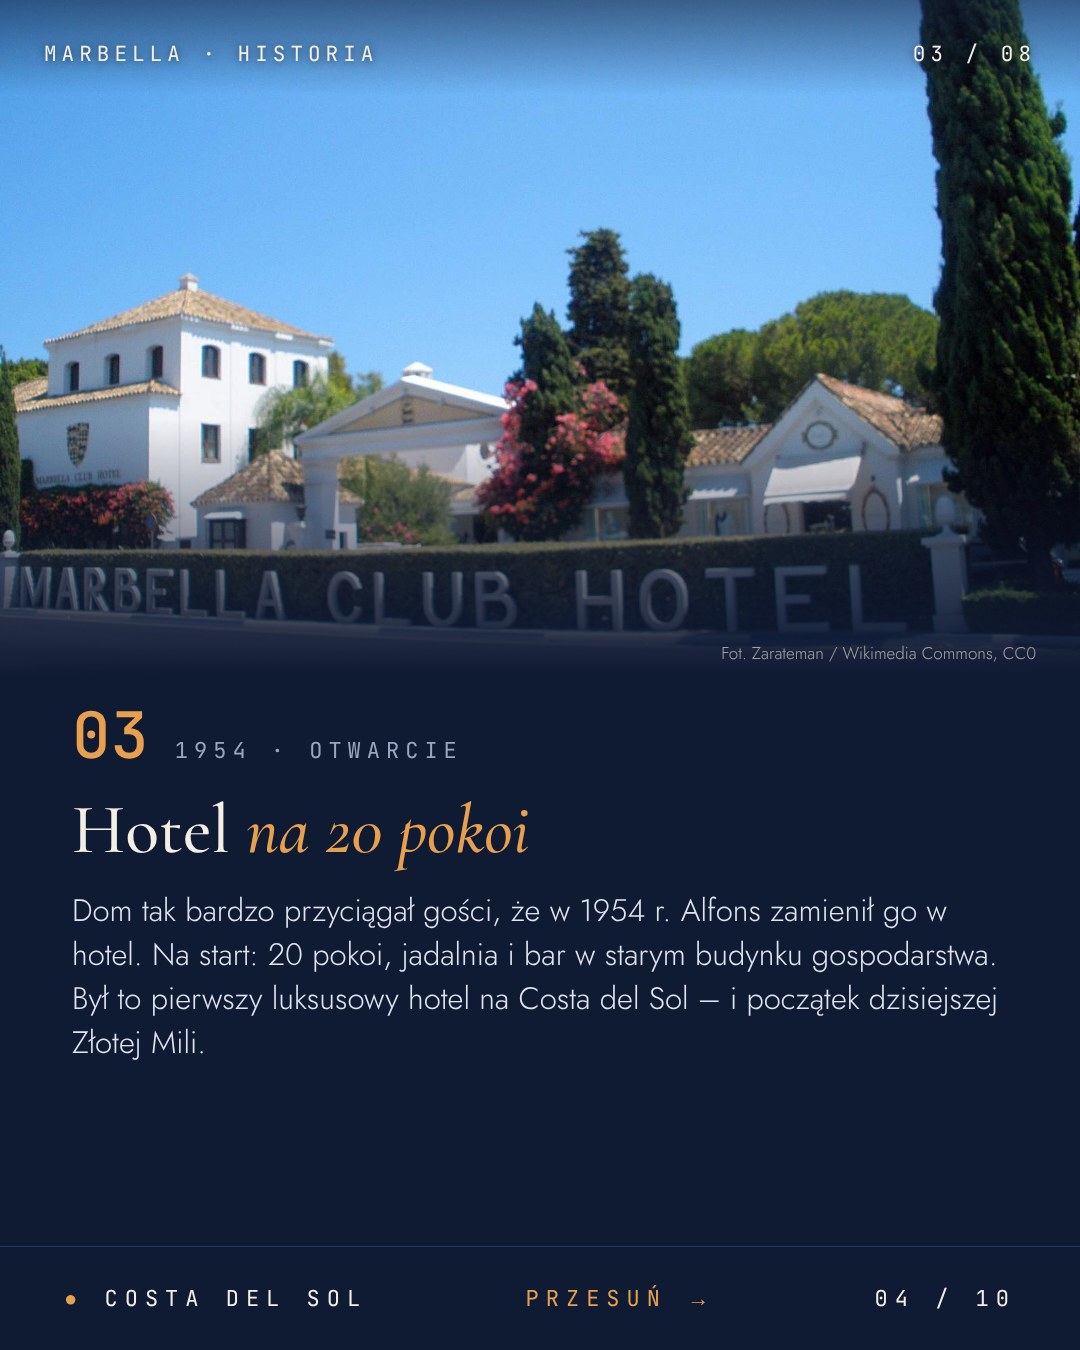 MARBELLA · HISTORIA
03 / 08
MARBELLA CLUB HOTEL
MARBELLA CLUB HOTEL
Fot. Zarateman / Wikimedia Commons, CC0
03 1954 · OTWARCIE
Hotel na 20 pokoi
Dom tak bardzo przyciągał gości, że w 1954 r. Alfons zamienił go w
hotel. Na start: 20 pokoi, jadalnia i bar w starym budynku gospodarstwa.
Był to pierwszy luksusowy hotel na Costa del Sol – i początek dzisiejszej
Złotej Mili.
• COSTA DEL SOL
PRZESUŃ →
04 / 10